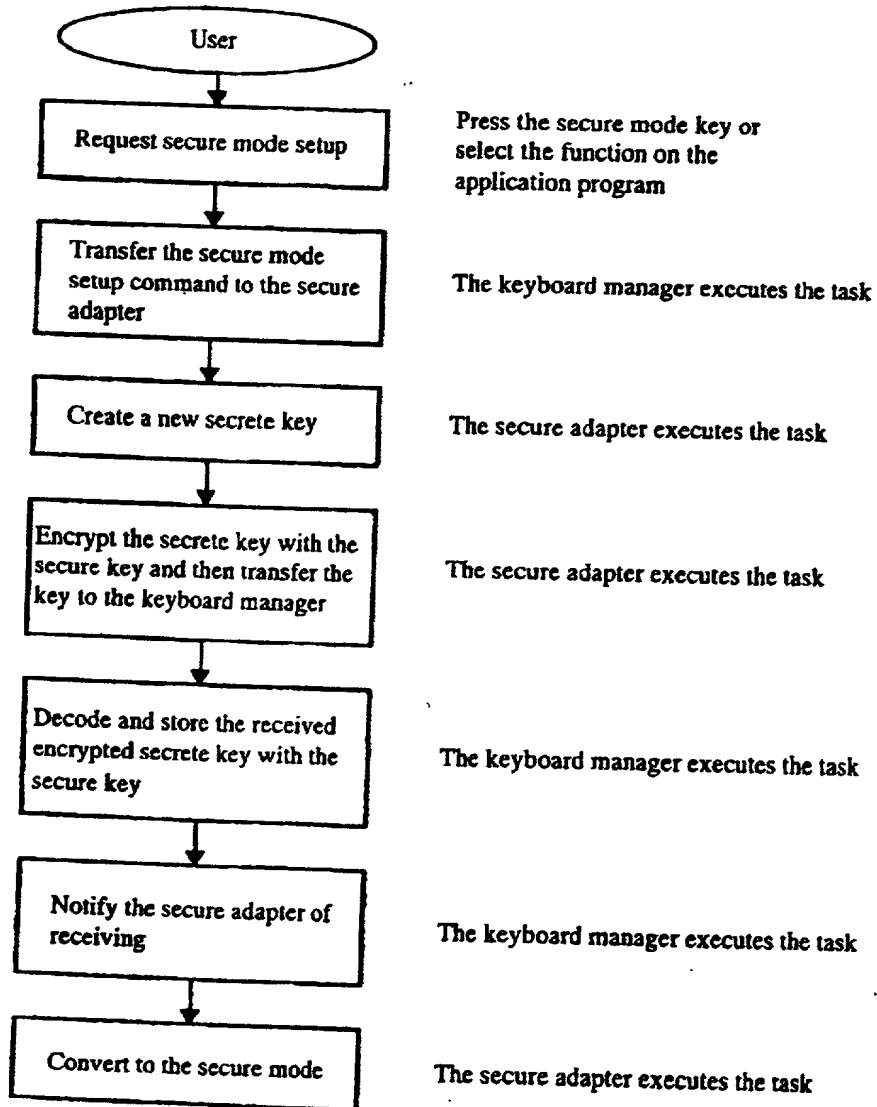 User
Request secure mode setup
Press the secure mode key or
select the function on the
application program
Transfer the secure mode
setup command to the secure
adapter
The keyboard manager executes the task
Create a new secrete key
The secure adapter executes the task
Encrypt the secrete key with the
secure key and then transfer the
key to the keyboard manager
The secure adapter executes the task
Decode and store the received
encrypted secrete key with the
secure key
The keyboard manager executes the task
Notify the secure adapter of
receiving
The keyboard manager executes the task
Convert to the secure mode
The secure adapter executes the task